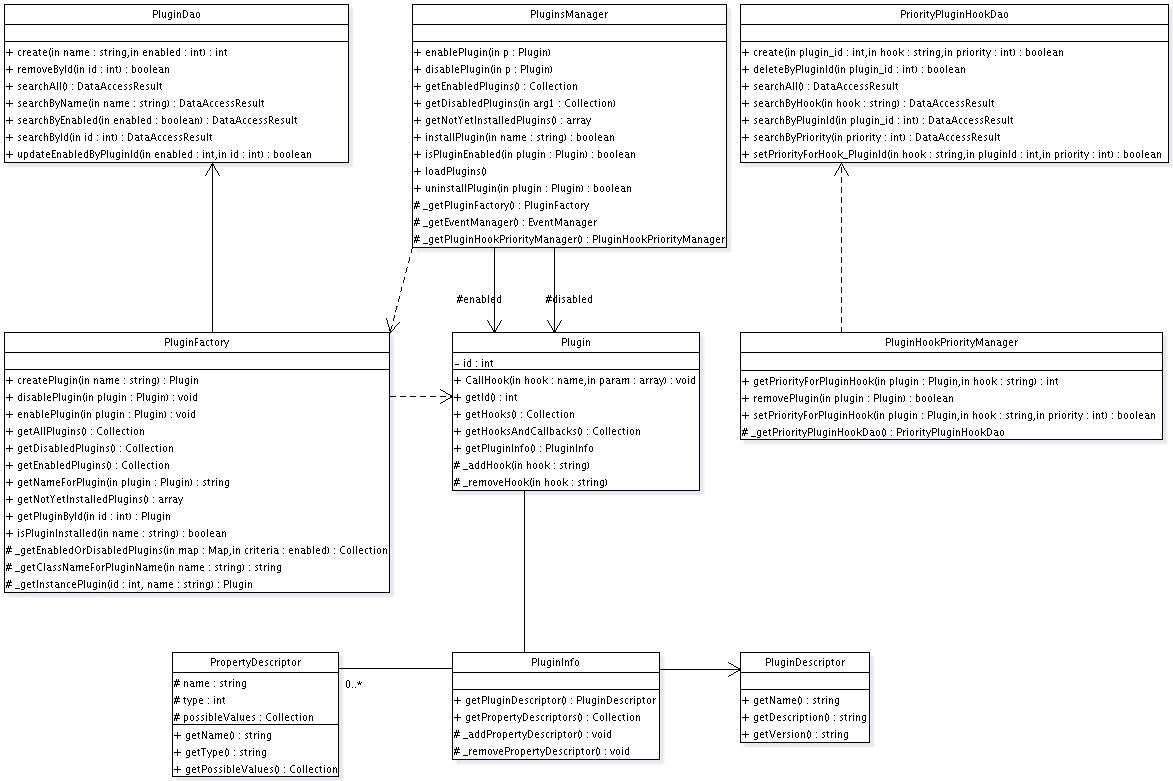 PluginDao
+ create(in name : string,in enabled : int) : int
+ removeById(in id : int) : boolean
+ searchAll() : DataAccessResult
+ searchByName(in name : string) : DataAccessResult
+ searchByEnabled(in enabled : boolean) : DataAccessResult
+ searchById(in id : int) : DataAccessResult
+ updateEnabledByPluginId(in enabled : int,in id : int) : boolean
PluginsManager
+ enablePlugin(in p : Plugin)
+ disablePlugin(in p : Plugin)
+ getEnabledPlugins() : Collection
+ getDisabledPlugins(in arg1 : Collection)
+ getNotYetInstalledPlugins() : array
+ installPlugin(in name : string) : boolean
+ isPluginEnabled(in plugin : Plugin) : boolean
+ loadPlugins()
+ uninstallPlugin(in plugin : Plugin) : boolean
# _getPluginFactory() : PluginFactory
# _getEventManager() : EventManager
# _getPluginHookPriorityManager() : PluginHookPriorityManager
PriorityPluginHookDao
+ create(in plugin_id : int,in hook : string,in priority : int) : boolean
+ deleteByPluginId(in plugin_id : int) : boolean
+ searchAll() : DataAccessResult
+ searchByHook(in hook : string) : DataAccessResult
+ searchByPluginId(in plugin_id : int) : DataAccessResult
+ searchByPriority(in priority : int) : DataAccessResult
+ setPriorityForHook_PluginId(in hook : string,in pluginId : int,in priority : int) : boolean
#enabled
#disabled
PluginFactory
+ createPlugin(in name : string) : Plugin
+ disablePlugin(in plugin : Plugin) : void
+ enablePlugin(in plugin : Plugin) : void
+ getAllPlugins() : Collection
+ getDisabledPlugins() : Collection
+ getEnabledPlugins() : Collection
+ getNameForPlugin(in plugin : Plugin) : string
+ getNotYetInstalledPlugins() : array
+ getPluginById(in id : int) : Plugin
+ isPluginInstalled(in name : string) : boolean
# _getEnabledOrDisabledPlugins(in map : Map,in criteria : enabled) : Collection
# _getClassNameForPluginName(in name : string) : string
# _getInstancePlugin(id : int, name : string) : Plugin
Plugin
- id : int
+ CallHook(in hook : name,in param : array) : void
+ getId() : int
+ getHooks() : Collection
+ getHooksAndCallbacks() : Collection
+ getPluginInfo() : PluginInfo
# _addHook(in hook : string)
# _removeHook(in hook : string)
PluginHookPriorityManager
+ getPriorityForPluginHook(in plugin : Plugin,in hook : string) : int
+ removePlugin(in plugin : Plugin) : boolean
+ setPriorityForPluginHook(in plugin : Plugin,in hook : string,in priority : int) : boolean
# _getPriorityPluginHookDao() : PriorityPluginHookDao
PropertyDescriptor
# name : string
# type : int
# possibleValues : Collection
+ getName() : string
+ getType() : string
+ getPossibleValues() : Collection
0..*
PluginInfo
+ getPluginDescriptor() : PluginDescriptor
+ getPropertyDescriptors() : Collection
# _addPropertyDescriptor() : void
# _removePropertyDescriptor() : void
PluginDescriptor
+ getName() : string
+ getDescription() : string
+ getVersion() : string